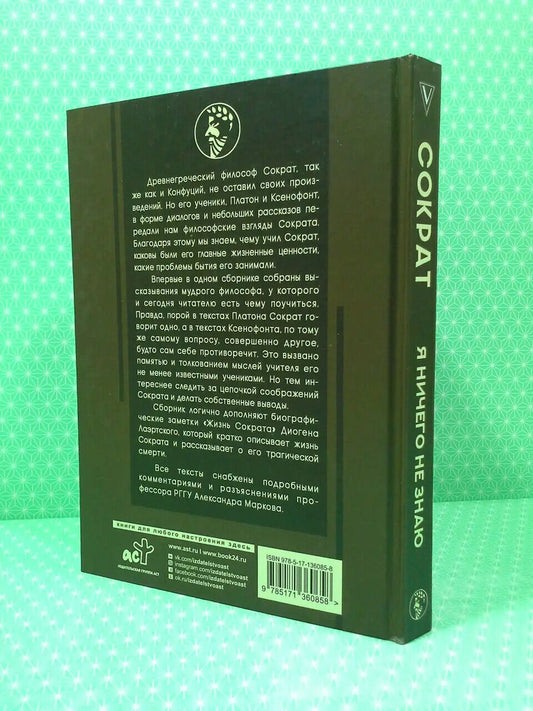 Древнегреческий философ Сократ, так
же как и Конфуций, не оставил своих произ-
ведений. Но его ученики, Платон и Ксенофонт,
в форме диалогов и небольших рассказов пе-
редали нам философские взгляды Сократа.
Благодаря этому мы знаем, чему учил Сократ,
каковы были его главные жизненные ценности,
какие проблемы бытия его занимали.
Впервые в одном сборнике собраны вы-
сказывания мудрого философа, у которого
и сегодня читателю есть чему поучиться.
Правда, порой в текстах Платона Сократ го-
ворит одно, а в текстах Ксенофонта, по тому
же самому вопросу, совершенно другое,
будто сам себе противоречит. Это вызвано
памятью и толкованием мыслей учителя его
не менее известными учениками. Но тем ин-
тереснее следить за цепочкой соображений
Сократа и делать собственные выводы.
Сборник логично дополняют биографи-
ческие заметки «Жизнь Сократа» Диогена
Лаэртского, который кратко описывает жизнь
Сократа и рассказывает о его трагической
смерти.
Все тексты снабжены подробными
комментариями и разъяснениями про-
фессора РГГУ Александра Маркова.
книги для любого настроения здесь
аст
ИЗДАТЕЛЬСКАЯ ГРУППА АСТ
www.ast.ru | www.book24.ru
vk.com/izdatelstvoast
instagram.com/izdatelstvoast
facebook.com/izdatelstvoast
ok.ru/izdatelstvoast
ISBN 978-5-17-136085-8
9 785171 360858 >
V
СОКРАТ
Я НИЧЕГО НЕ ЗНАЮ